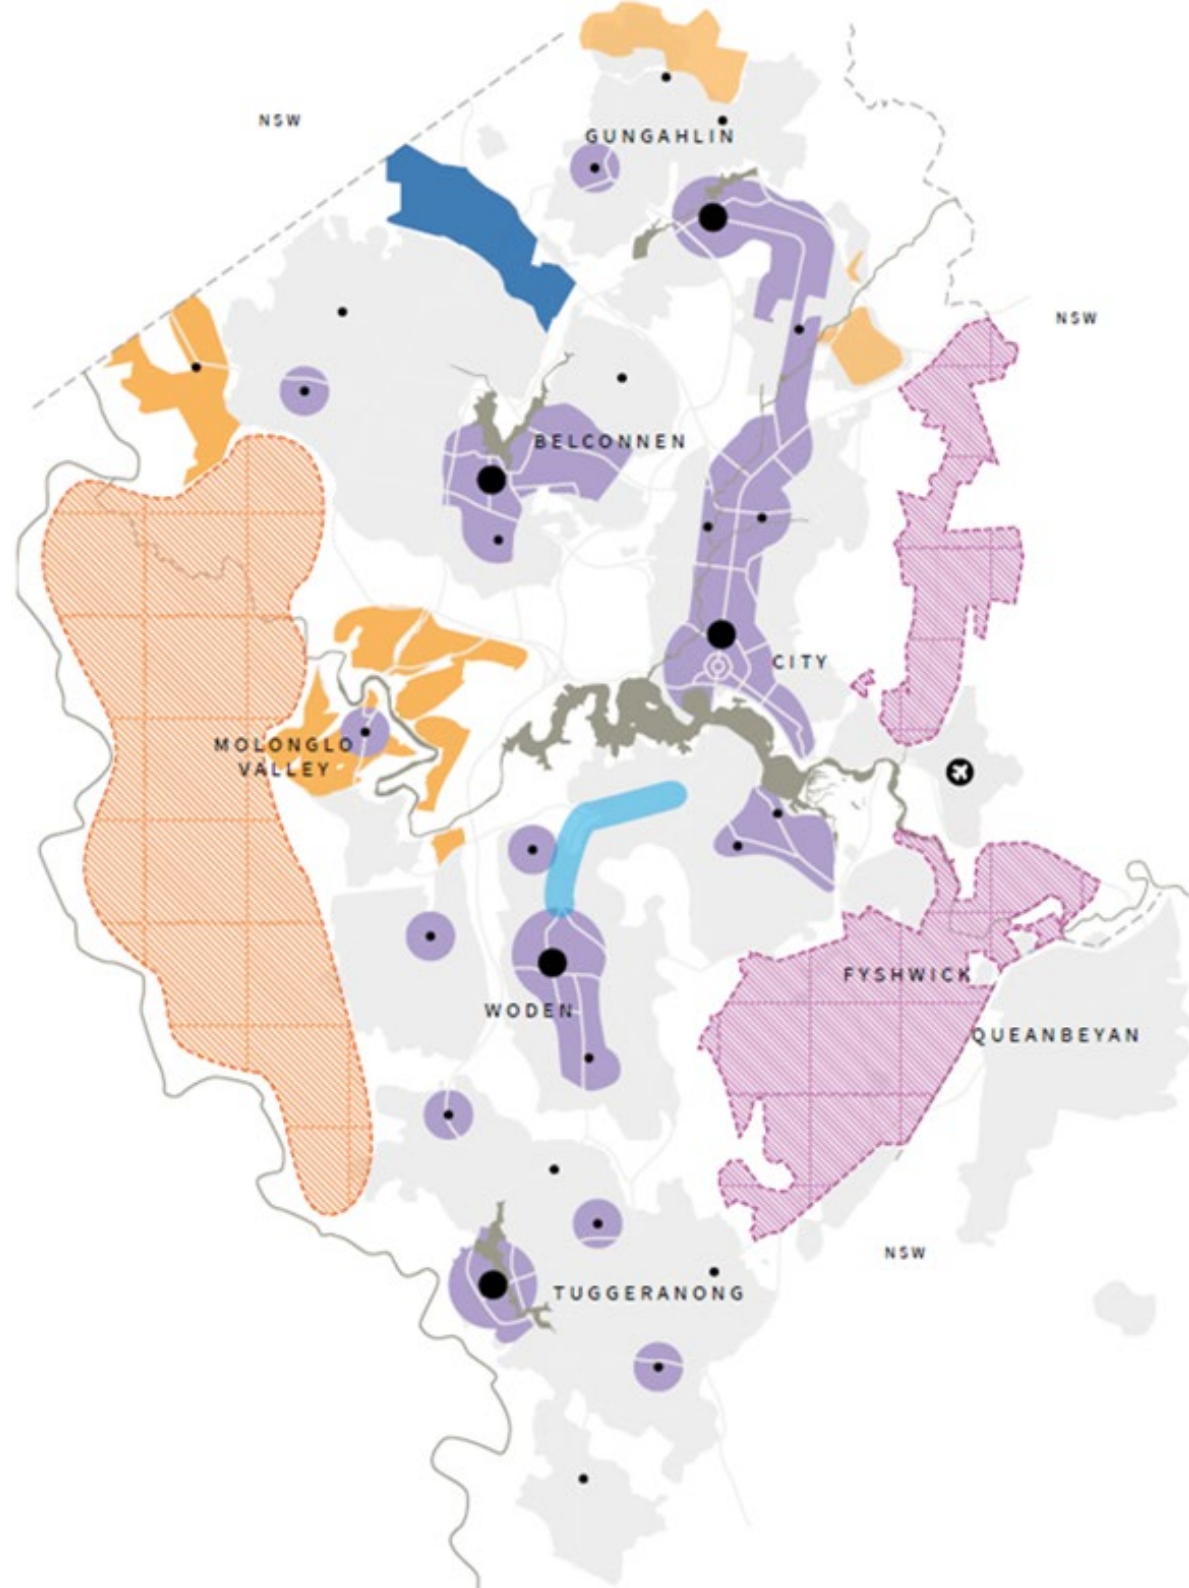 NSW
GUNGAHLIN
NSW
BELCONNEN
CITY
MOLONGLO
VALLEY
FYSHWICK
WODEN
QUEANBEYAN
NSW
TUGGERANONG